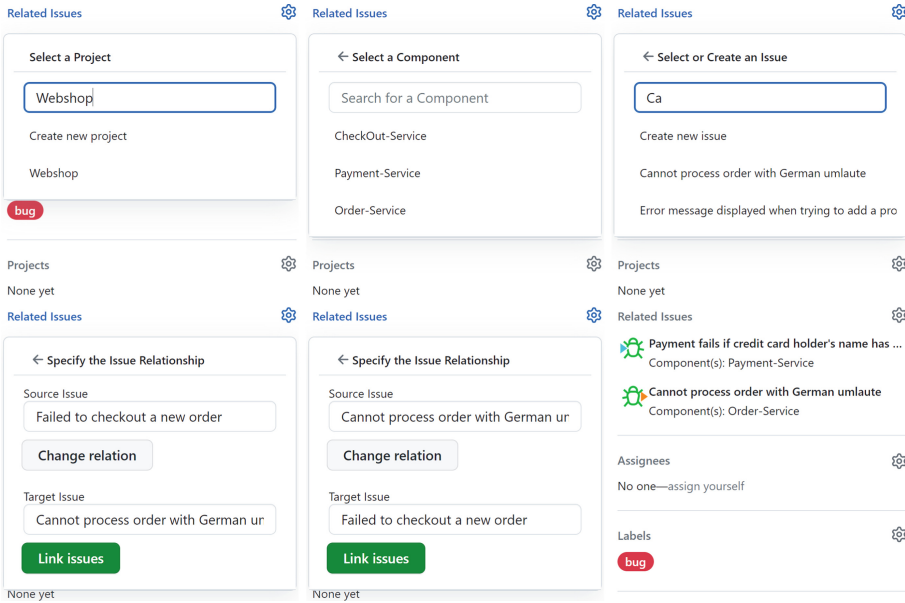 Related Issues
Select a Project
Webshop
Create new project
Webshop
bug
Projects
None yet
Related Issues
Select a Component
Search for a Component
CheckOut-Service
Payment-Service
Order-Service
Projects
None yet
Related Issues
Select or Create an Issue
Ca
Create new issue
Cannot process order with German umlaute
Error message displayed when trying to add a pro
Projects
None yet
Related Issues
Specify the Issue Relationship
Source Issue
Failed to checkout a new order
Change relation
Target Issue
Cannot process order with German ur
Link issues
None yet
Related Issues
Specify the Issue Relationship
Source Issue
Cannot process order with German un
Change relation
Target Issue
Failed to checkout a new order
Link issues
None yet
Related Issues
Payment fails if credit card holder's name has ...
Component(s): Payment-Service
Cannot process order with German umlaute
Component(s): Order-Service
Assignees
No one—assign yourself
Labels
bug